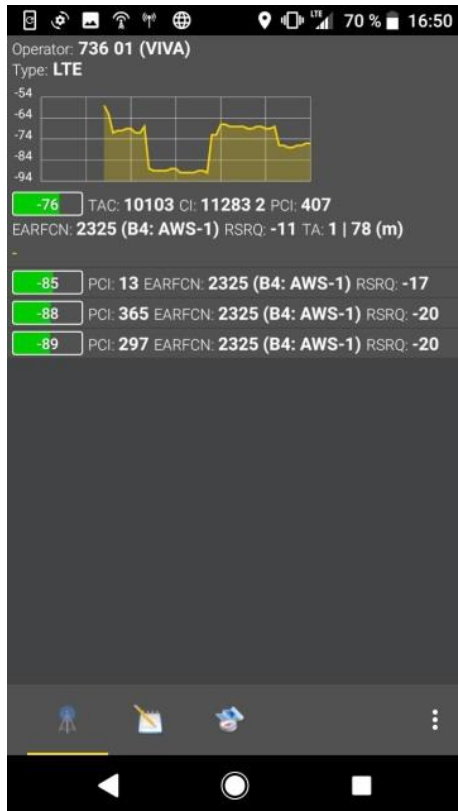 LTE 70 % 16:50
Operator: 736 01 (VIVA)
Type: LTE
-54
-64
-74
-84
-94
-76 TAC: 10103 CI: 11283 2 PCI: 407
EARFCN: 2325 (B4: AWS-1) RSRQ: -11 TA: 1 | 78 (m)
-
-85 PCI: 13 EARFCN: 2325 (B4: AWS-1) RSRQ: -17
-88 PCI: 365 EARFCN: 2325 (B4: AWS-1) RSRQ: -20
-89 PCI: 297 EARFCN: 2325 (B4: AWS-1) RSRQ: -20